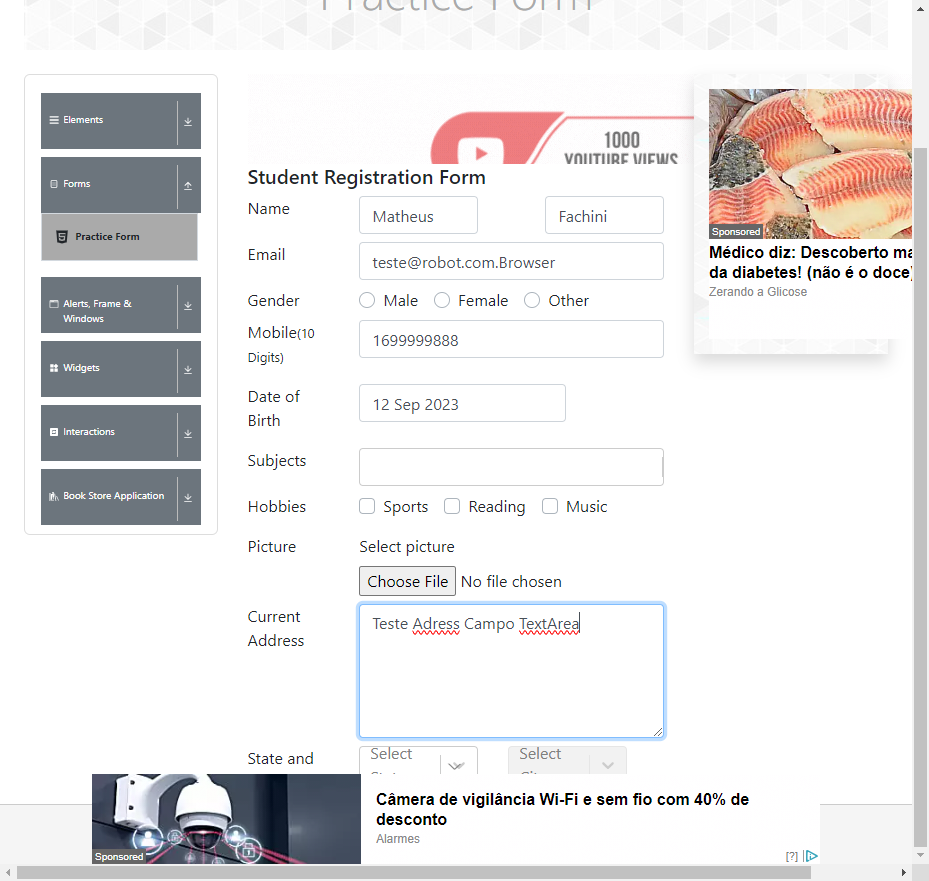 Practice Form
Elements
Forms
Practice Form
Alerts, Frame &
Windows
Widgets
Interactions
Book Store Application
1000
YOUTUBE VIEWS
Student Registration Form
Name
Matheus
Fachini
Email
teste@robot.com.Browser
Gender
Male
Female
Other
Mobile(10
Digits)
1699999888
Date of
Birth
12 Sep 2023
Subjects
Hobbies
Sports
Reading
Music
Picture
Select picture
Choose File
No file chosen
Current
Address
Teste Adress Campo TextArea
State and
Select
Select
Sponsored
Médico diz: Descoberto ma
da diabetes! (não é o doce)
Zerando a Glicose
Sponsored
Câmera de vigilância Wi-Fi e sem fio com 40% de
desconto
Alarmes
[?]